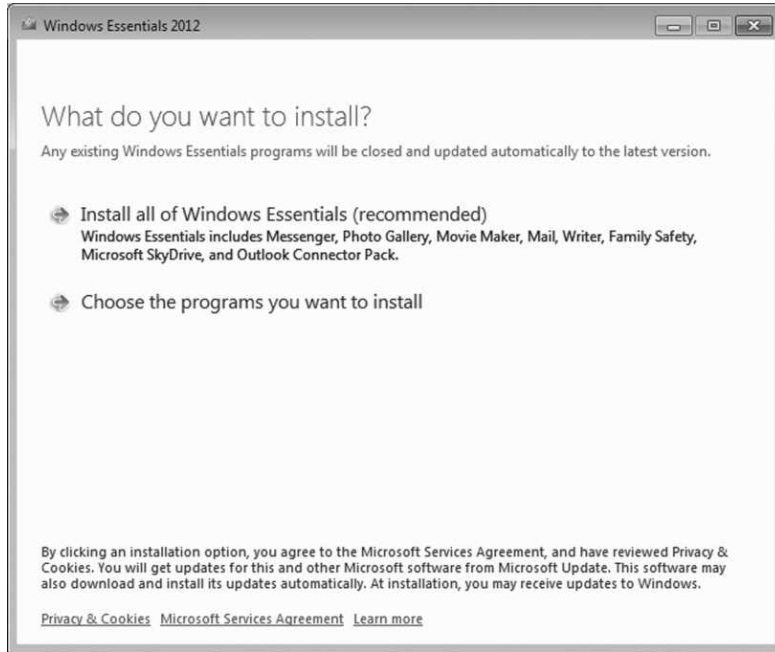 Windows Essentials 2012
What do you want to install?
Any existing Windows Essentials programs will be closed and updated automatically to the latest version.
Install all of Windows Essentials (recommended)
Windows Essentials includes Messenger, Photo Gallery, Movie Maker, Mail, Writer, Family Safety,
Microsoft SkyDrive, and Outlook Connector Pack.
Choose the programs you want to install
By clicking an installation option, you agree to the Microsoft Services Agreement, and have reviewed Privacy &
Cookies. You will get updates for this and other Microsoft software from Microsoft Update. This software may
also download and install its updates automatically. At installation, you may receive updates to Windows.
Privacy & Cookies Microsoft Services Agreement Learn more